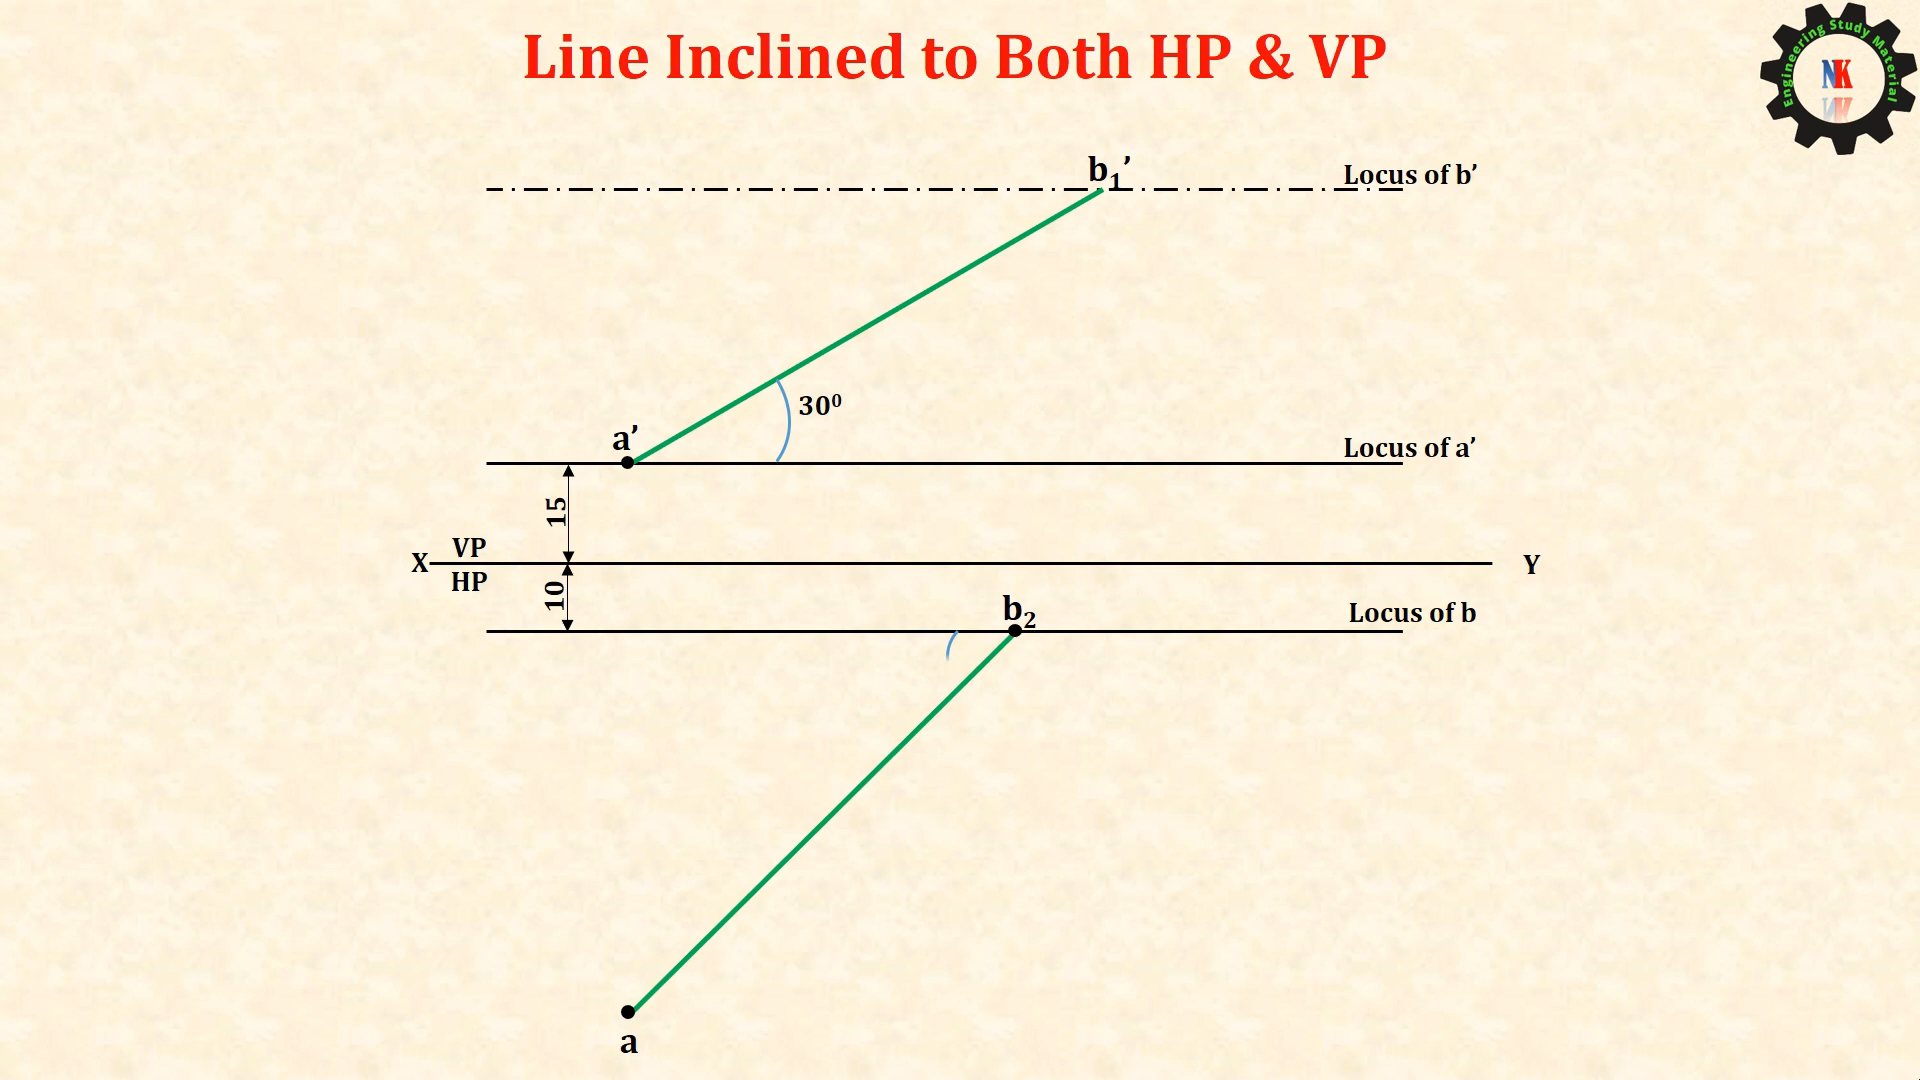 Line Inclined to Both HP & VP
Engineering Study Material
NK
b₁’
Locus of b’
30⁰
a’
Locus of a’
15
X
VP
HP
Y
10
b₂
Locus of b
a